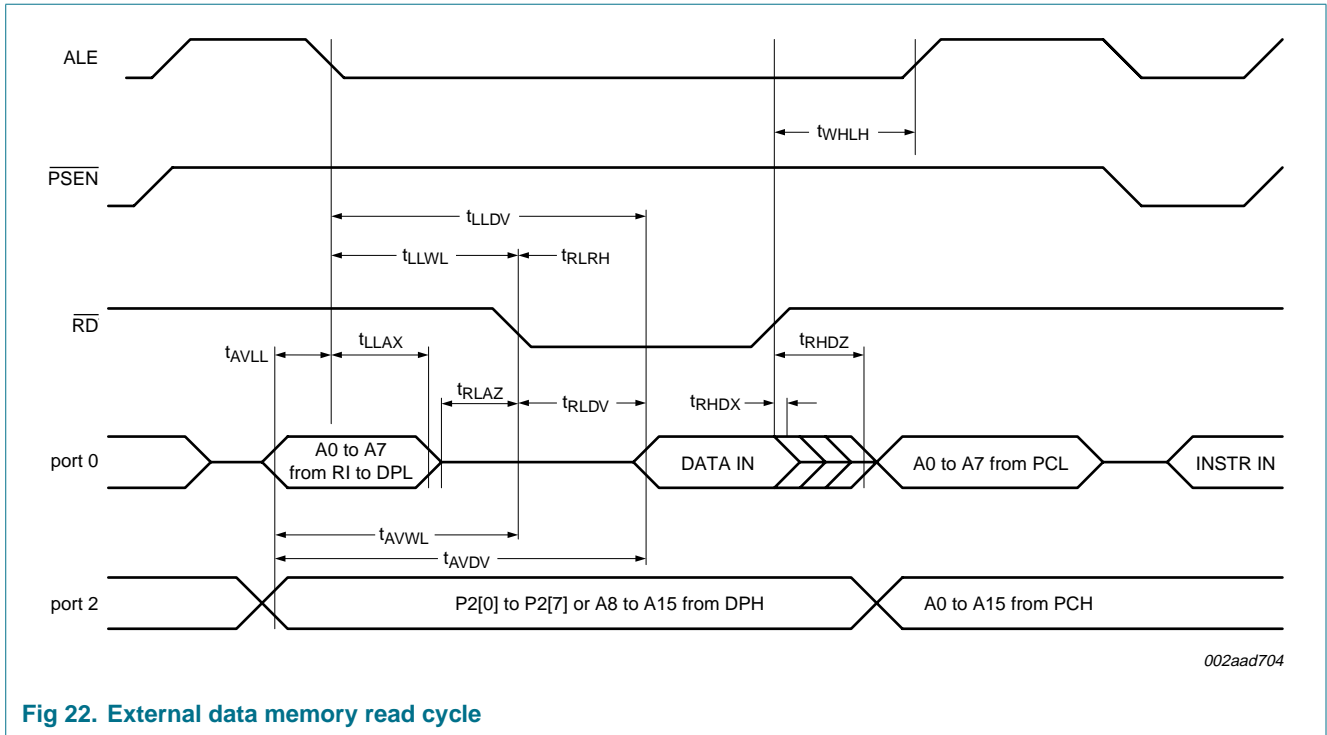 ALE
tWHLH
PSEN
tLLDV
tLLWL
tRLRH
RD
tAVLL
tLLAX
tRHDZ
tRLAZ
tRLDV
tRHDX
port 0
A0 to A7
from RI to DPL
DATA IN
A0 to A7 from PCL
INSTR IN
tAVWL
tAVDV
port 2
P2[0] to P2[7] or A8 to A15 from DPH
A0 to A15 from PCH
002aad704
Fig 22. External data memory read cycle